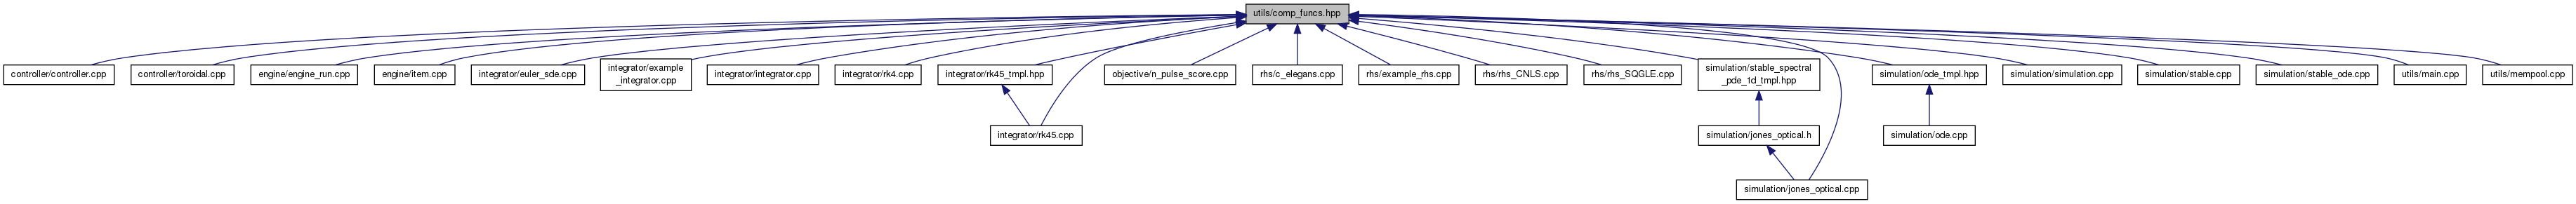 utils/comp_funcs.hpp
controller/controller.cpp
controller/toroidal.cpp
engine/engine_run.cpp
engine/item.cpp
integrator/euler_sde.cpp
integrator/example
_integrator.cpp
integrator/integrator.cpp
integrator/rk4.cpp
integrator/rk45_tmpl.hpp
objective/n_pulse_score.cpp
rhs/c_elegans.cpp
rhs/example_rhs.cpp
rhs/rhs_CNLS.cpp
rhs/rhs_SQGLE.cpp
simulation/stable_spectral
_pde_1d_tmpl.hpp
simulation/ode_tmpl.hpp
simulation/simulation.cpp
simulation/stable.cpp
simulation/stable_ode.cpp
utils/main.cpp
utils/mempool.cpp
integrator/rk45.cpp
simulation/jones_optical.h
simulation/ode.cpp
simulation/jones_optical.cpp